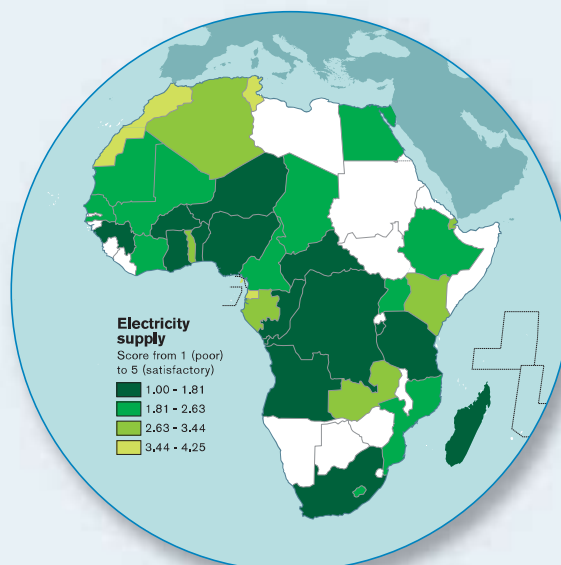 Electricity
supply
Score from 1 (poor)
to 5 (satisfactory)
1.00 - 1.81
1.81 - 2.63
2.63 - 3.44
3,44 - 4.25